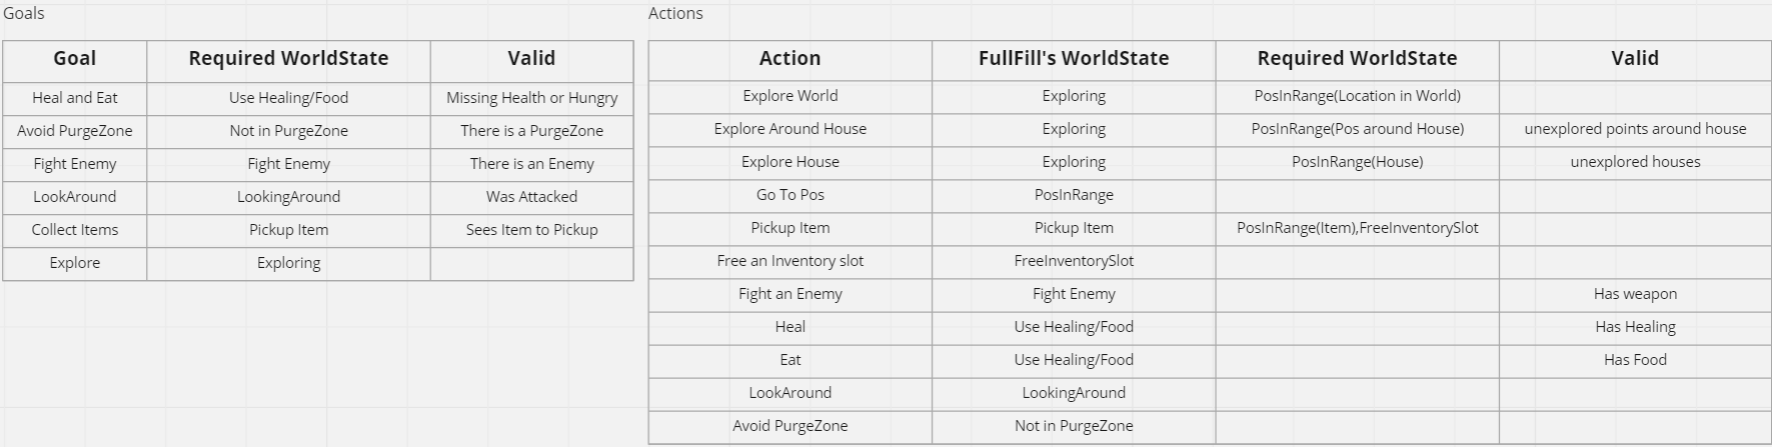 Goals
Goal Required WorldState Valid
Heal and Eat Use Healing/Food Missing Health or Hungry
Avoid PurgeZone Not in PurgeZone There is a PurgeZone
Fight Enemy Fight Enemy There is an Enemy
LookAround LookingAround Was Attacked
Collect Items Pickup Item Sees Item to Pickup
Explore Exploring
Actions
Action FullFill's WorldState Required WorldState Valid
Explore World Exploring PosInRange(Location in World)
Explore Around House Exploring PosInRange(Pos around House) unexplored points around house
Explore House Exploring PosInRange(House) unexplored houses
Go To Pos PosInRange
Pickup Item Pickup Item PosInRange(Item),FreeInventorySlot
Free an Inventory slot FreeInventorySlot
Fight an Enemy Fight Enemy Has weapon
Heal Use Healing/Food Has Healing
Eat Use Healing/Food Has Food
LookAround LookingAround
Avoid PurgeZone Not in PurgeZone